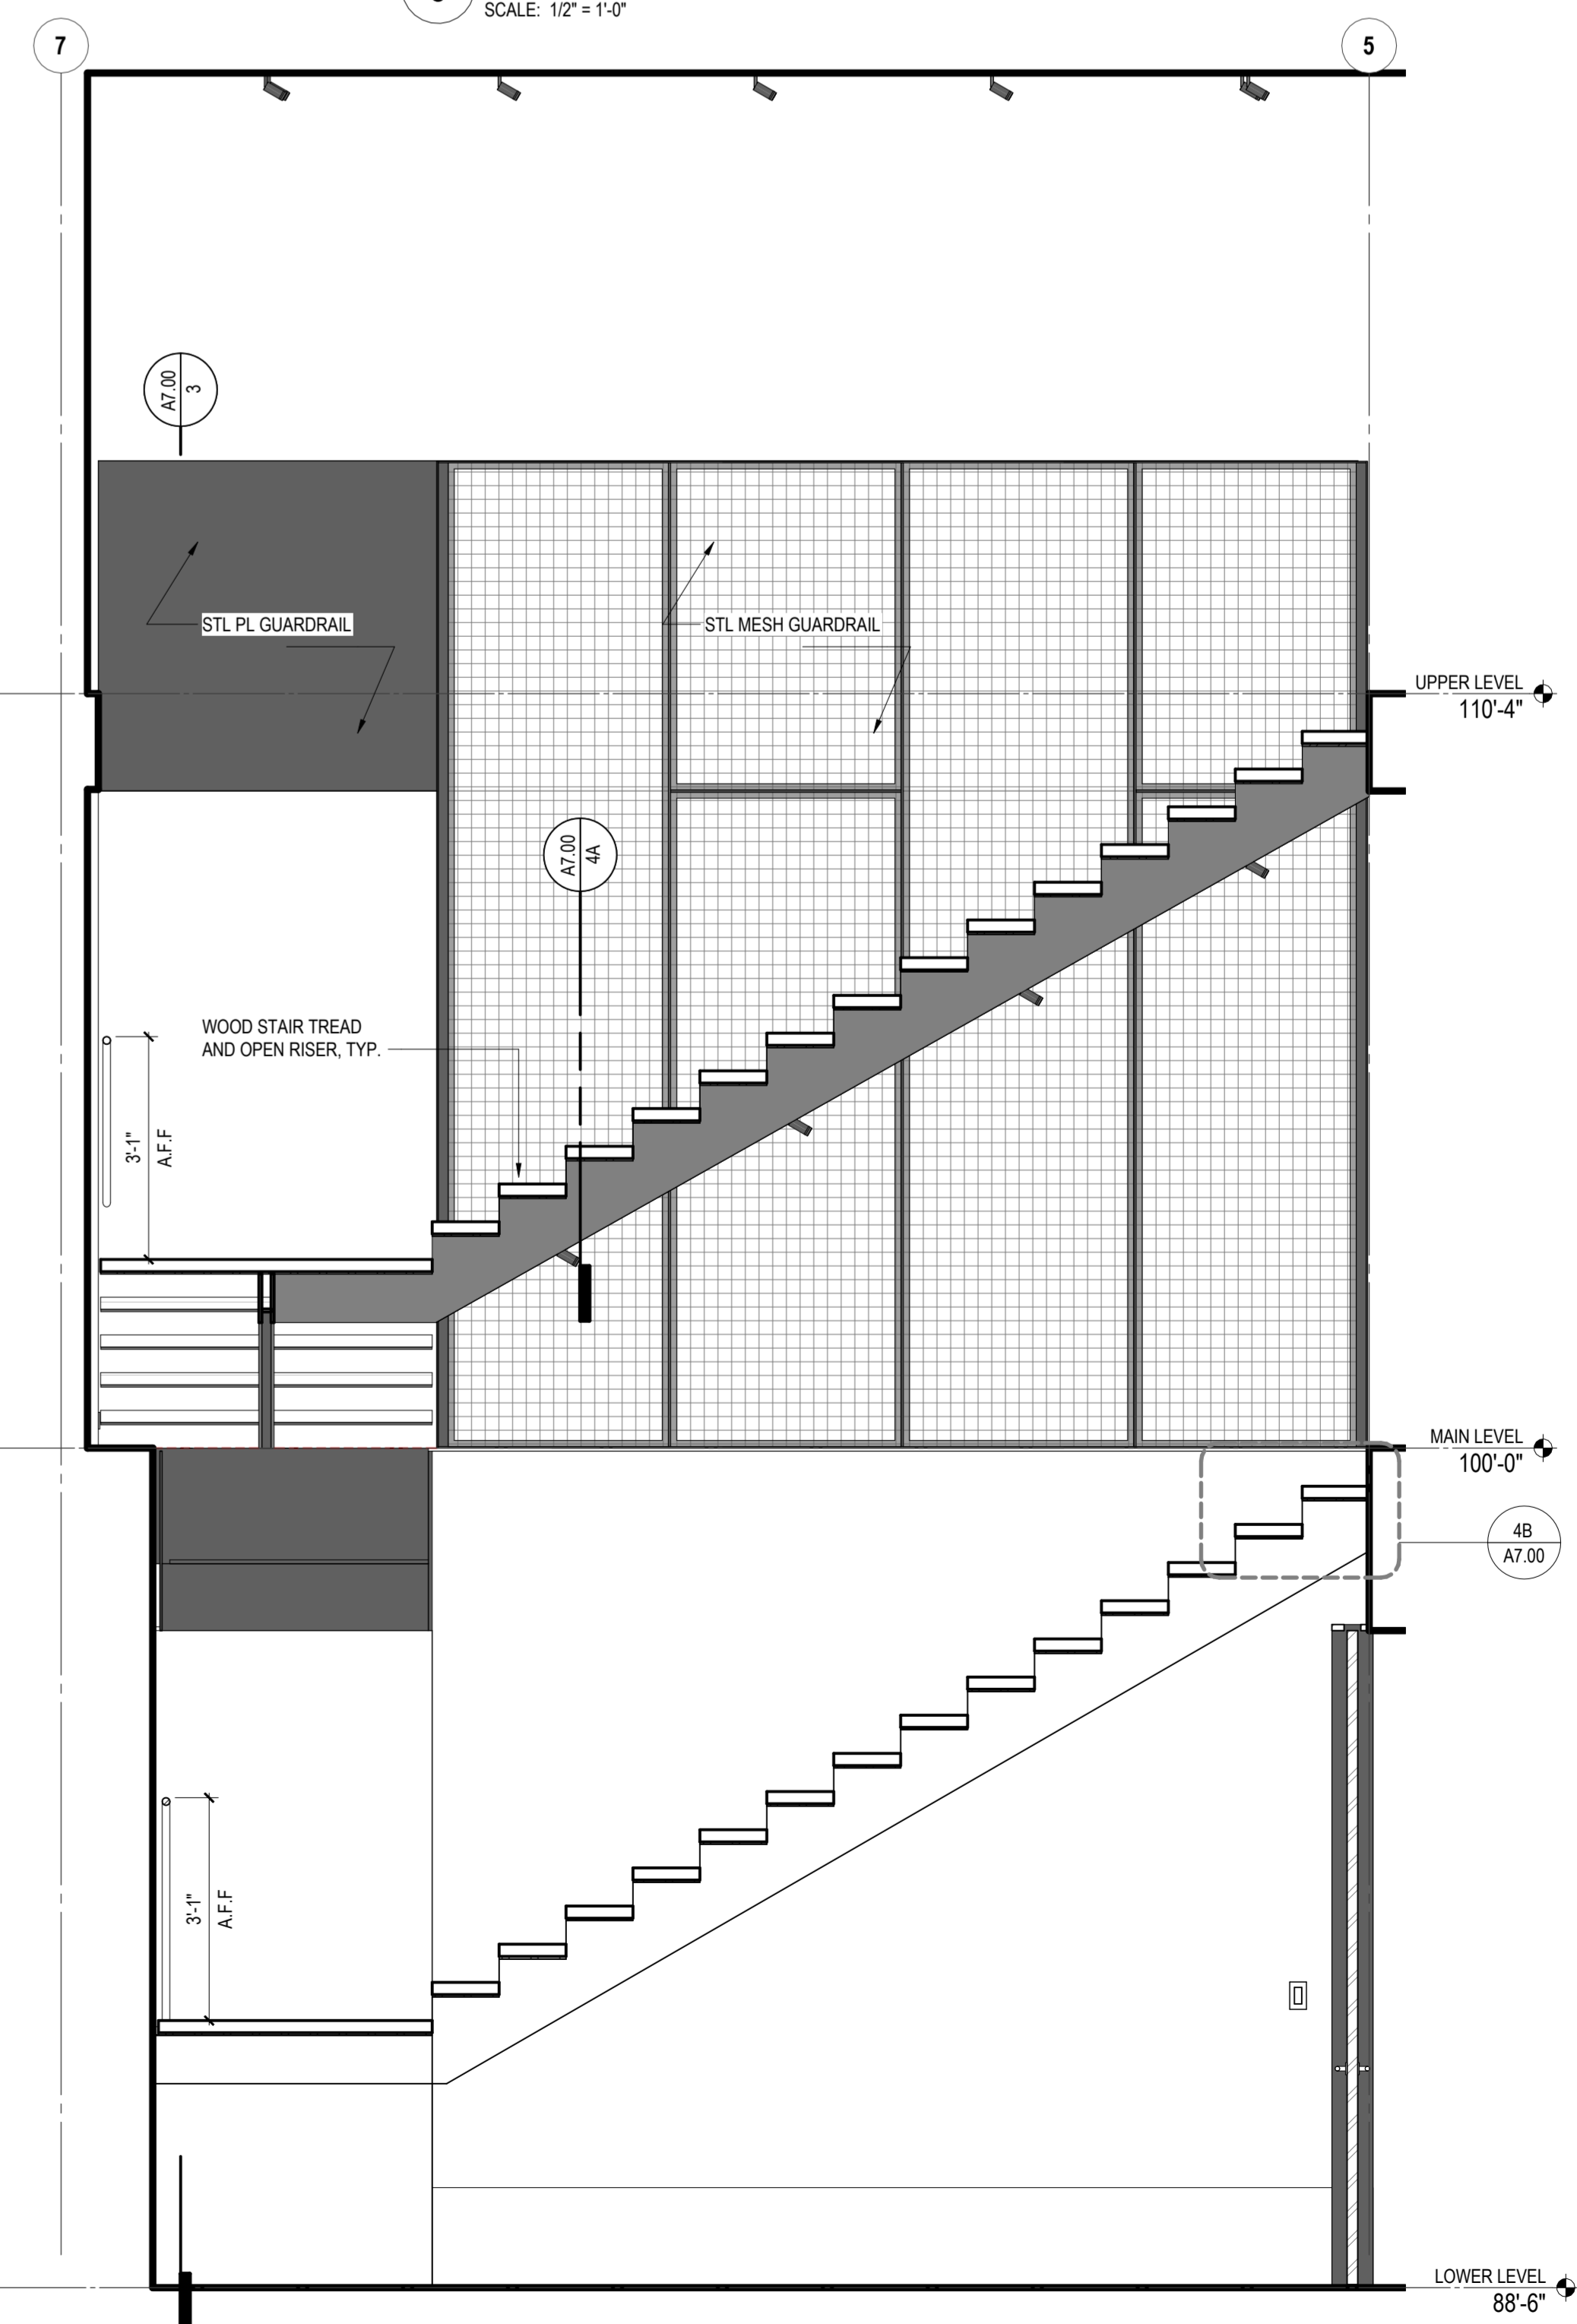 SCALE: 1/2" = 1'-0"
7
5
A7.00
3
STL PL GUARDRAIL
STL MESH GUARDRAIL
UPPER LEVEL
110'-4"
A7.00
4A
WOOD STAIR TREAD
AND OPEN RISER, TYP.
3'-1"
A.F.F
MAIN LEVEL
100'-0"
4B
A7.00
3'-1"
A.F.F
LOWER LEVEL
88'-6"